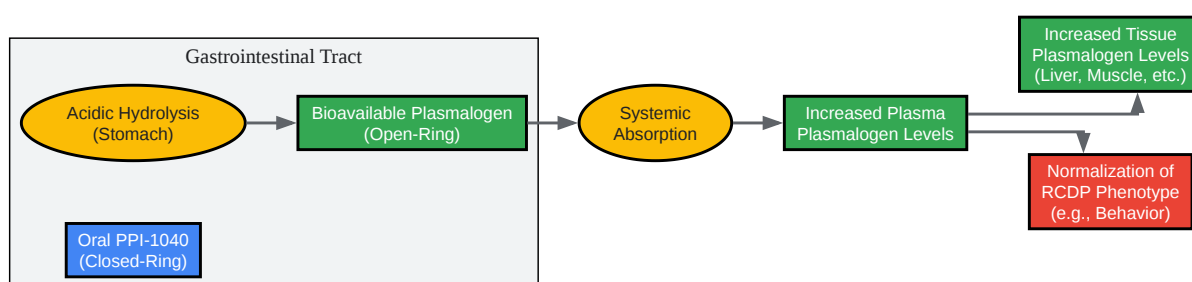 Gastrointestinal Tract
Acidic Hydrolysis
(Stomach)
Bioavailable Plasmalogen
(Open-Ring)
Systemic
Absorption
Increased Plasma
Plasmalogen Levels
Increased Tissue
Plasmalogen Levels
(Liver, Muscle, etc.)
Normalization of
RCDP Phenotype
(e.g., Behavior)
Oral PPI-1040
(Closed-Ring)